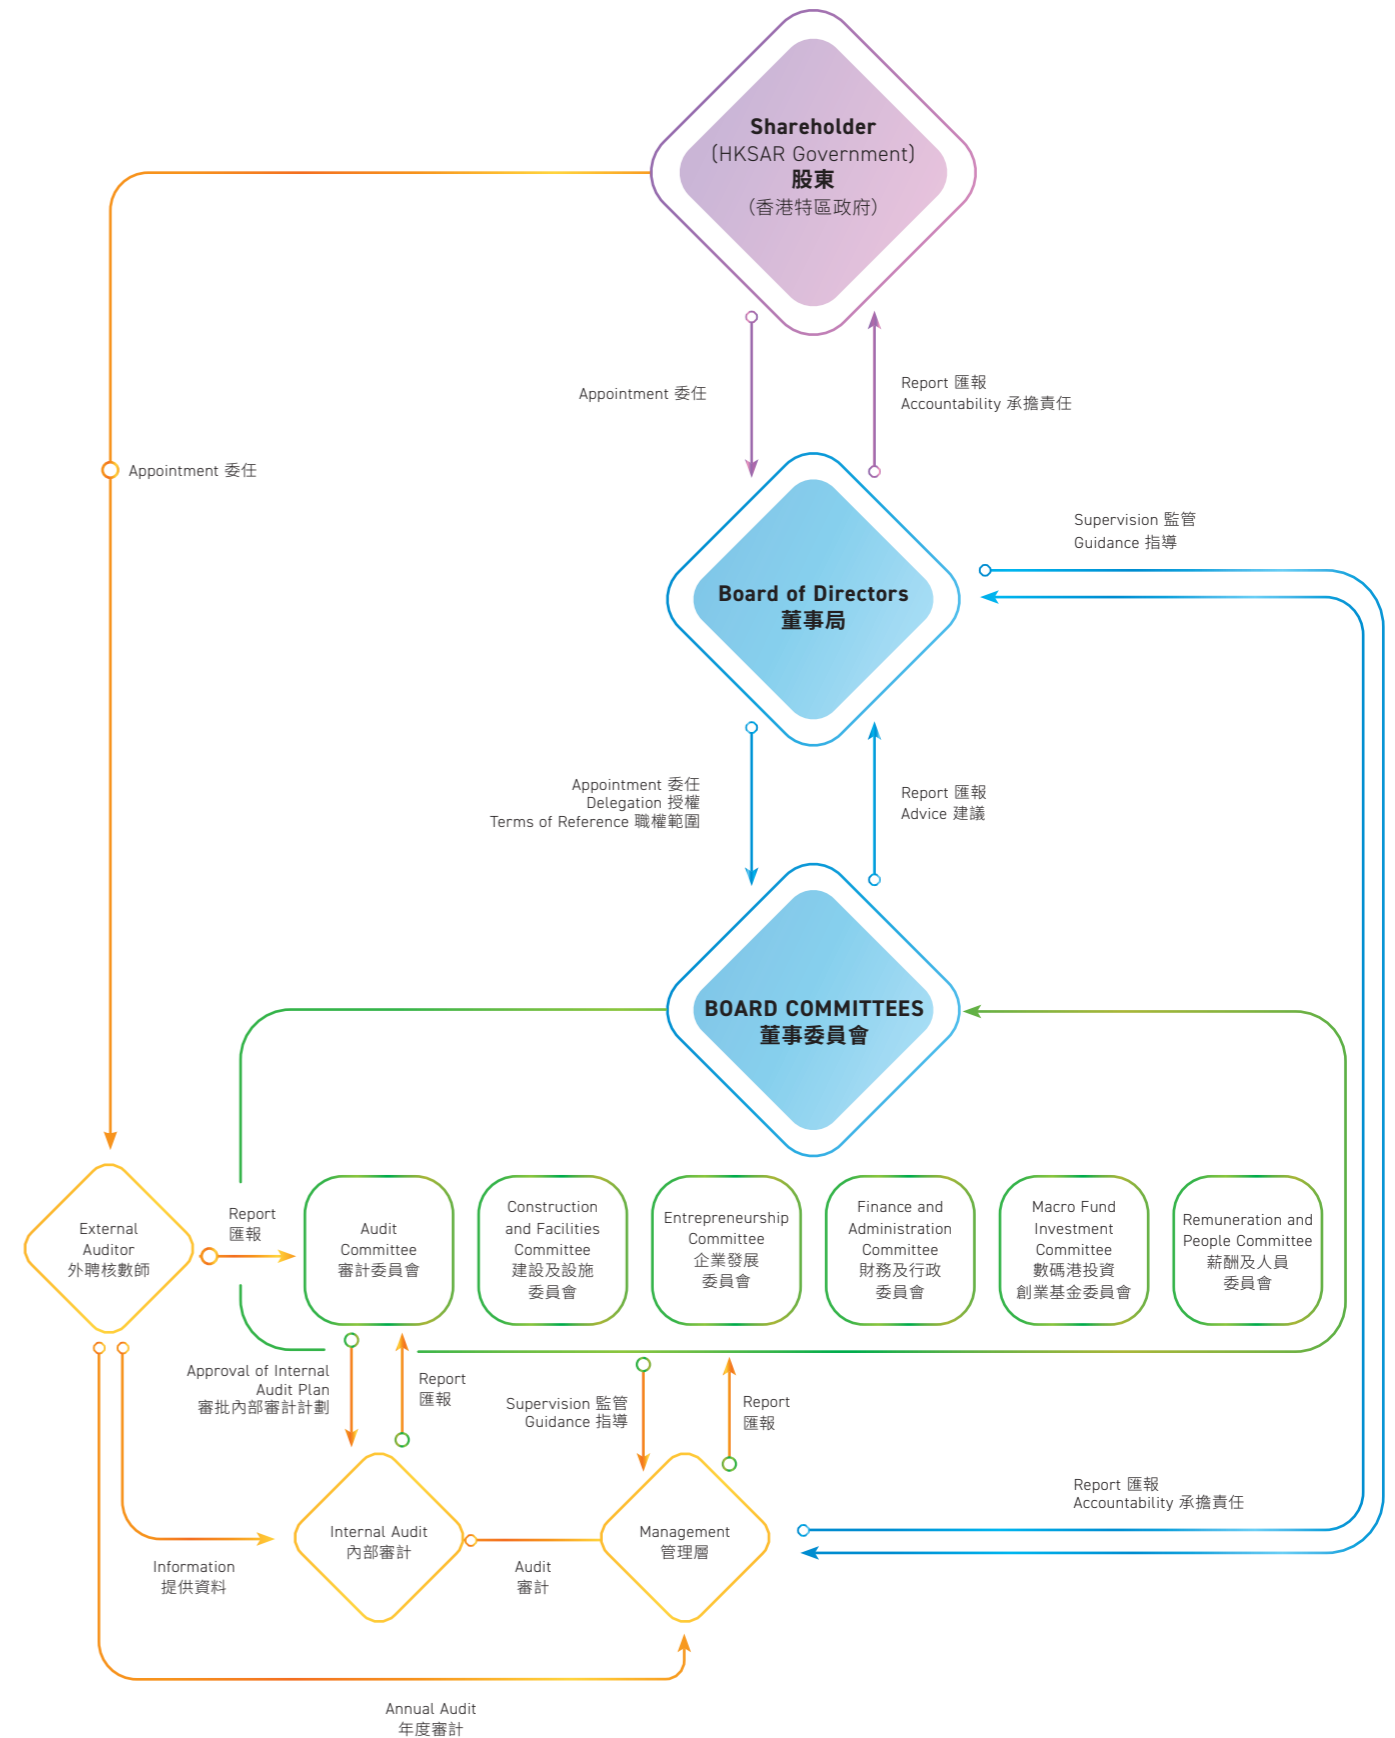 Shareholder
(HKSAR Government)
股東
（香港特區政府）
Appointment 委任
Report 匯報
Accountability 承擔責任
Appointment 委任
Supervision 監管
Guidance 指導
Board of Directors
董事局
Appointment 委任
Delegation 授權
Terms of Reference 職權範圍
Report 匯報
Advice 建議
BOARD COMMITTEES
董事委員會
External
Auditor
外聘核數師
Report
匯報
Audit
Committee
審計委員會
Construction
and Facilities
Committee
建設及設施
委員會
Entrepreneurship
Committee
企業發展
委員會
Finance and
Administration
Committee
財務及行政
委員會
Macro Fund
Investment
Committee
數碼港投資
創業基金委員會
Remuneration and
People Committee
薪酬及人員
委員會
Approval of Internal
Audit Plan
審批內部審計計劃
Report
匯報
Supervision 監管
Guidance 指導
Report
匯報
Report 匯報
Accountability 承擔責任
Internal Audit
內部審計
Management
管理層
Information
提供資料
Audit
審計
Annual Audit
年度審計